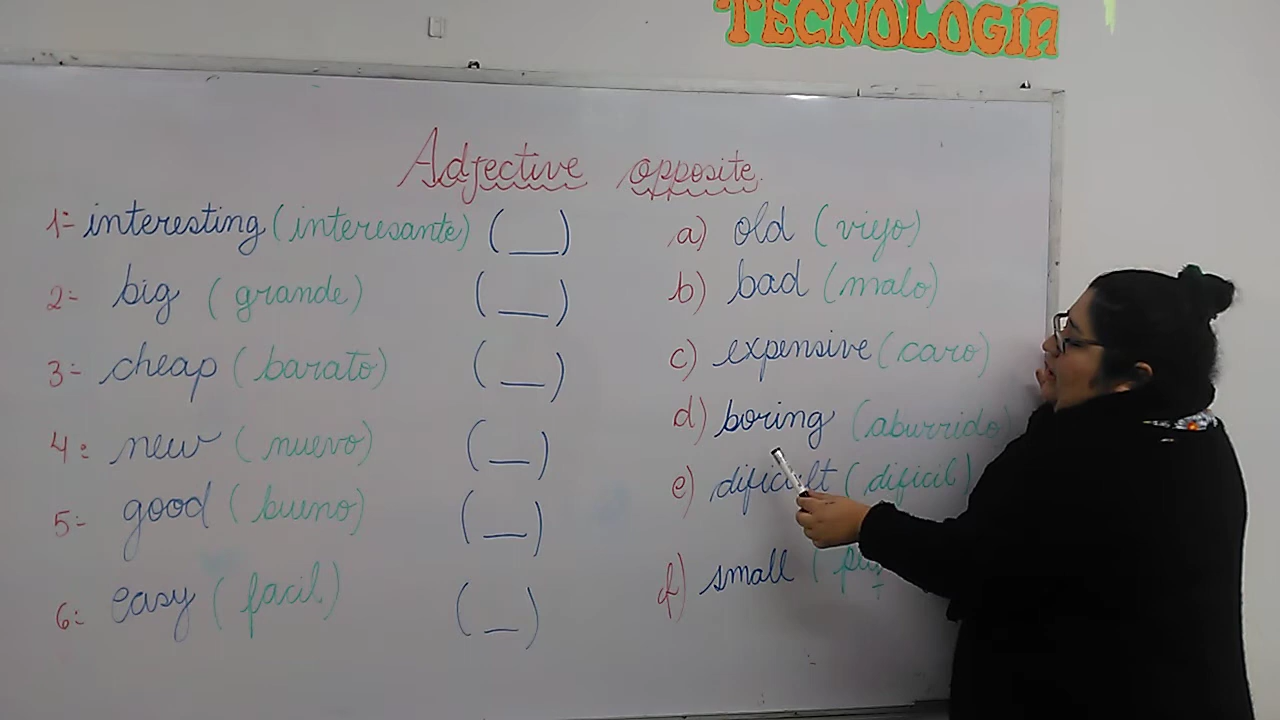 TECNOLOGÍA
Adjective opposite.
1= interesting (interesante) (__) a) old (viejo)
2= big (grande) (__) b) bad (malo)
3= cheap (barato) (__) c) expensive (caro)
4= new (nuevo) (__) d) boring (aburrido)
5= good (bueno) (__) e) dificult (dificil)
6= easy (facil) (__) f) small (